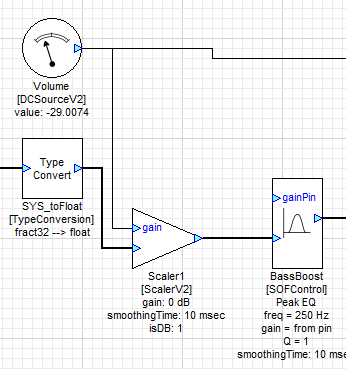 Volume
[DCSourceV2]
value: -29.0074
Type
Convert
SYS_toFloat
[TypeConversion]
fract32 --> float
gain
Scaler1
[ScalerV2]
gain: 0 dB
smoothingTime: 10 msec
isDB: 1
gainPin
BassBoost
[SOFControl]
Peak EQ
freq = 250 Hz
gain = from pin
Q = 1
smoothingTime: 10 mse